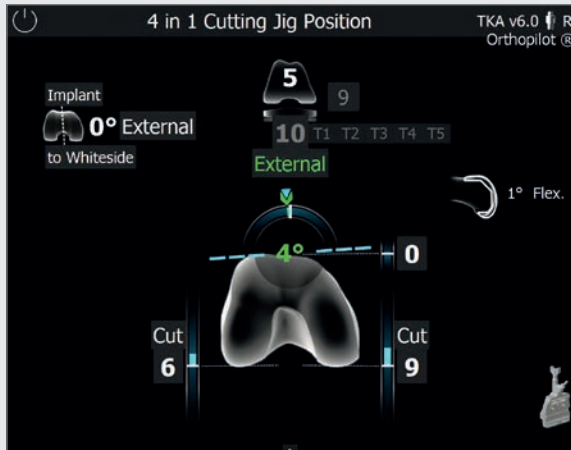 4 in 1 Cutting Jig Position
TKA v6.0 R
Orthopilot ®
5
9
Implant
0° External
to Whiteside
10 T1 T2 T3 T4 T5
External
1° Flex.
4°
0
Cut
6
Cut
9